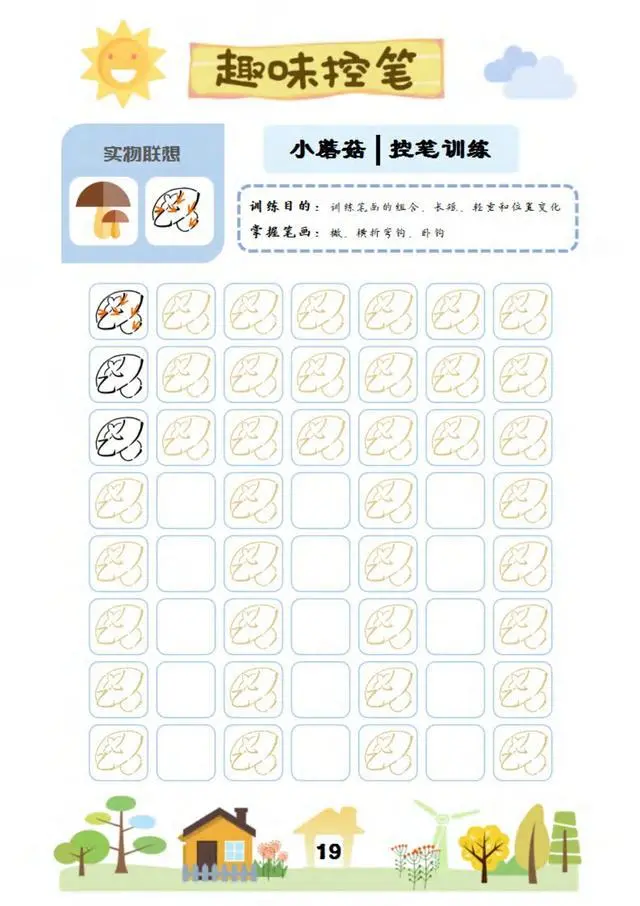 趣味控笔
实物联想
小蘑菇|控笔训练
训练目的：训练笔画的组合、长短、轻重和位置变化
掌握笔画：撇、横折弯钩、卧钩
19